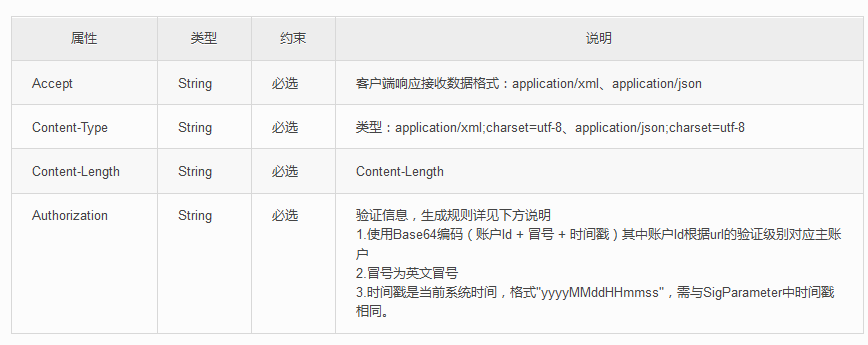 属性 类型 约束 说明
Accept String 必选 客户端响应接收数据格式：application/xml、application/json
Content-Type String 必选 类型：application/xml;charset=utf-8、application/json;charset=utf-8
Content-Length String 必选 Content-Length
Authorization String 必选 验证信息，生成规则详见下方说明
1.使用Base64编码（账户Id + 冒号 + 时间戳）其中账户Id根据url的验证级别对应主账
户
2.冒号为英文冒号
3.时间戳是当前系统时间，格式"yyyyMMddHHmmss"，需与SigParameter中时间戳
相同。